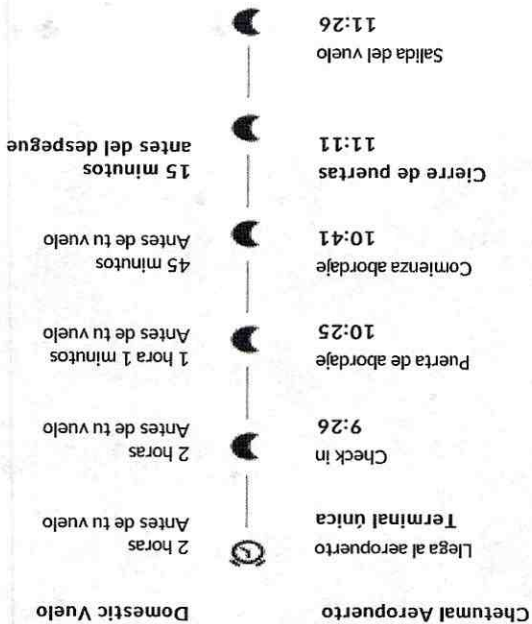 Chetumal Aeropuerto
Domestic Vuelo
Llega al aeropuerto
Terminal única
2 horas
Antes de tu vuelo
Check in
9:26
2 horas
Antes de tu vuelo
Puerta de abordaje
10:25
1 hora 1 minutos
Antes de tu vuelo
Comienza abordaje
10:41
45 minutos
Antes de tu vuelo
Cierre de puertas
11:11
15 minutos
antes del despegue
Salida del vuelo
11:26